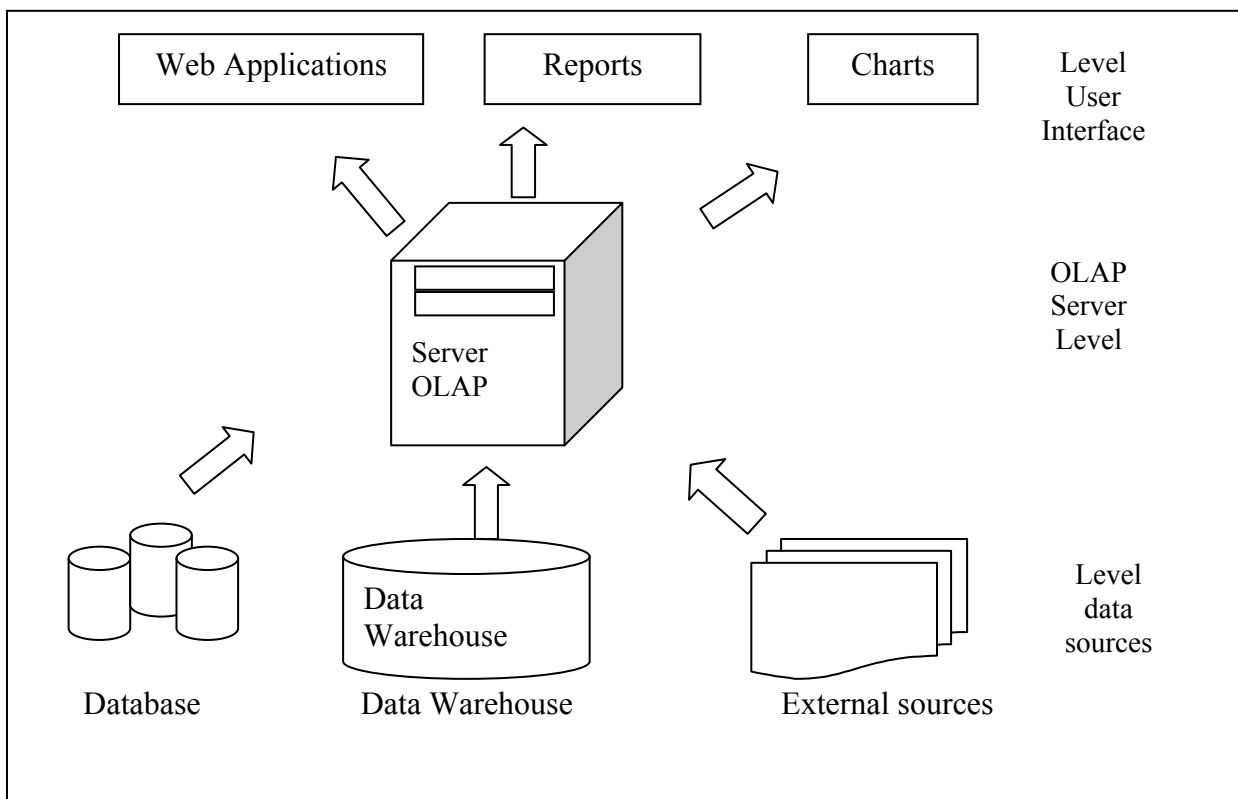 Web Applications
Reports
Charts
Level
User
Interface
OLAP
Server
Level
Server
OLAP
Data
Warehouse
Level
data
sources
Database
Data Warehouse
External sources